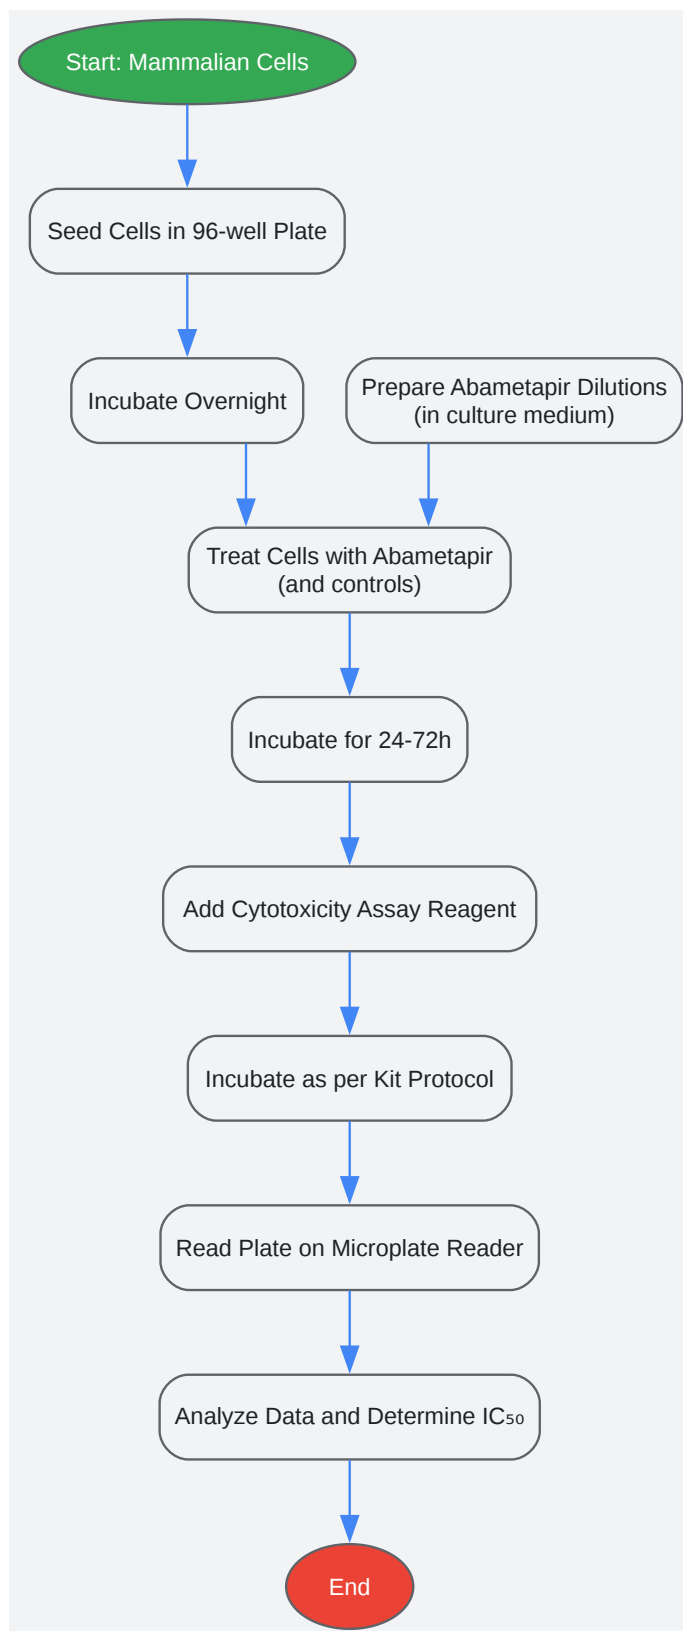 Start: Mammalian Cells
Seed Cells in 96-well Plate
Incubate Overnight
Prepare Abametapir Dilutions
(in culture medium)
Treat Cells with Abametapir
(and controls)
Incubate for 24-72h
Add Cytotoxicity Assay Reagent
Incubate as per Kit Protocol
Read Plate on Microplate Reader
Analyze Data and Determine IC₅₀
End